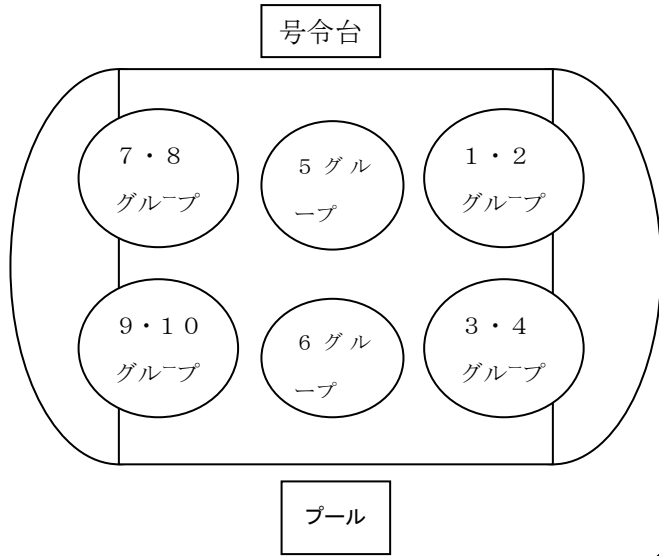 号令台
７・８
グループ
５グル
ープ
１・２
グループ
９・１０
グループ
６グル
ープ
３・４
グループ
プール